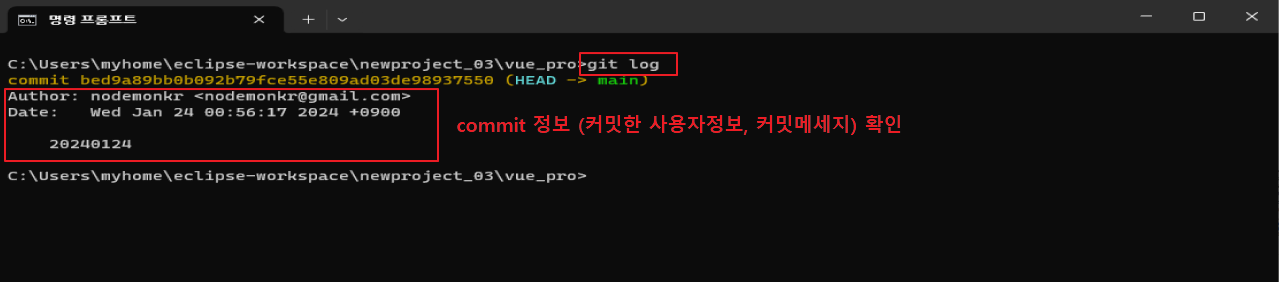 명령 프롬프트
C:\Users\myhome\eclipse-workspace\newproject_03\vue_pro>git log
commit bed9a89bb0b092b79fce55e809ad03de98937550 (HEAD -> main)
Author: nodemonkr <nodemonkr@gmail.com>
Date:   Wed Jan 24 00:56:17 2024 +0900
commit 정보 (커밋한 사용자정보, 커밋메세지) 확인
20240124
C:\Users\myhome\eclipse-workspace\newproject_03\vue_pro>